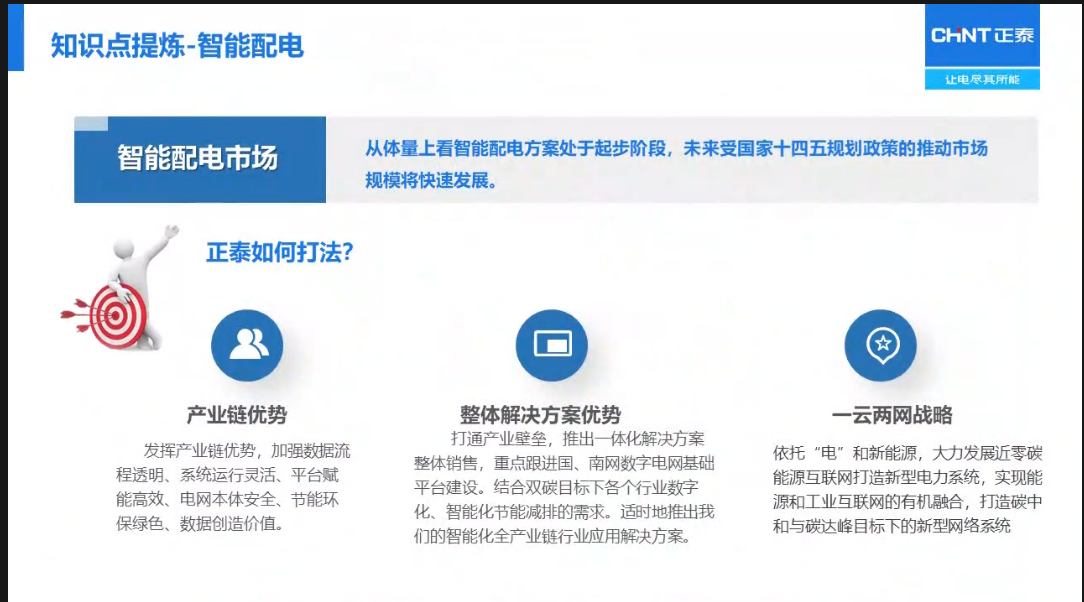 知识点提炼-智能配电
CHNT 正泰
让电尽其所能
智能配电市场
从体量上看智能配电方案处于起步阶段，未来受国家十四五规划政策的推动市场
规模将快速发展。
正泰如何打法？
产业链优势
发挥产业链优势，加强数据流
程透明、系统运行灵活、平台赋
能高效、电网本体安全、节能环
保绿色、数据创造价值。
整体解决方案优势
打通产业壁垒，推出一体化解决方案
整体销售，重点跟进国、南网数字电网基础
平台建设。结合双碳目标下各个行业数字
化、智能化节能减排的需求。适时地推出我
们的智能化全产业链行业应用解决方案。
一云两网战略
依托“电”和新能源，大力发展近零碳
能源互联网打造新型电力系统，实现能
源和工业互联网的有机融合，打造碳中
和与碳达峰目标下的新型网络系统